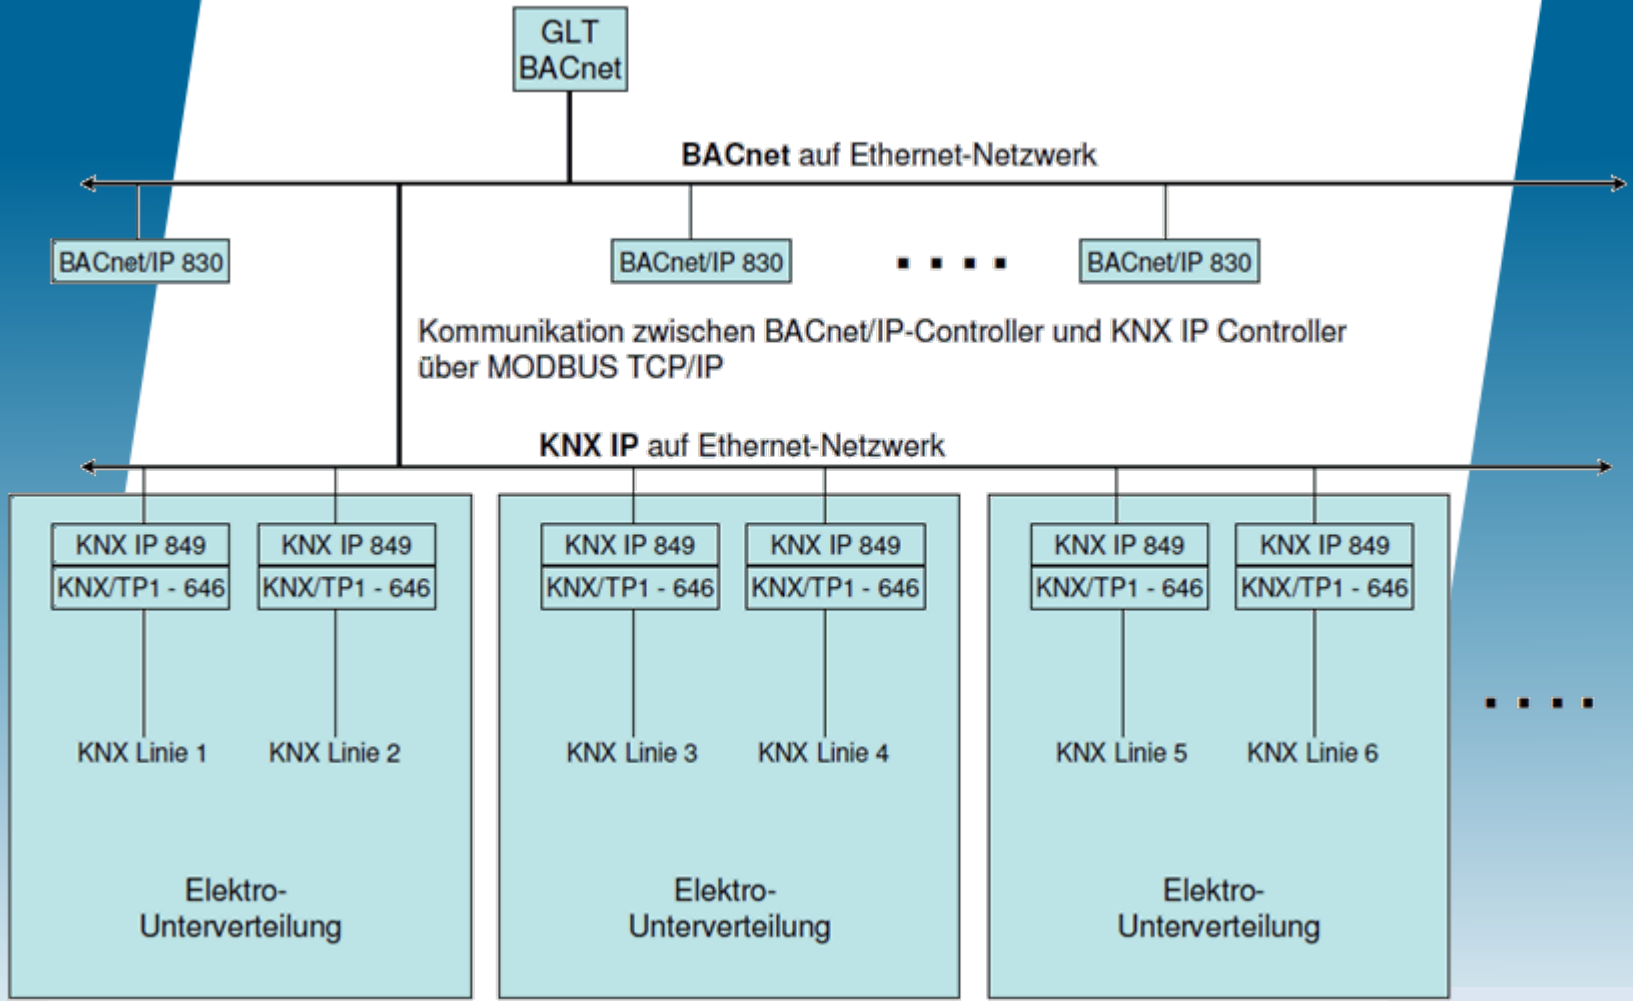 GLT
BACnet
BACnet auf Ethernet-Netzwerk
BACnet/IP 830
BACnet/IP 830
BACnet/IP 830
Kommunikation zwischen BACnet/IP-Controller und KNX IP Controller
über MODBUS TCP/IP
KNX IP auf Ethernet-Netzwerk
KNX IP 849
KNX/TP1 - 646
KNX IP 849
KNX/TP1 - 646
KNX Linie 1
KNX Linie 2
Elektro-
Unterverteilung
KNX IP 849
KNX/TP1 - 646
KNX IP 849
KNX/TP1 - 646
KNX Linie 3
KNX Linie 4
Elektro-
Unterverteilung
KNX IP 849
KNX/TP1 - 646
KNX IP 849
KNX/TP1 - 646
KNX Linie 5
KNX Linie 6
Elektro-
Unterverteilung